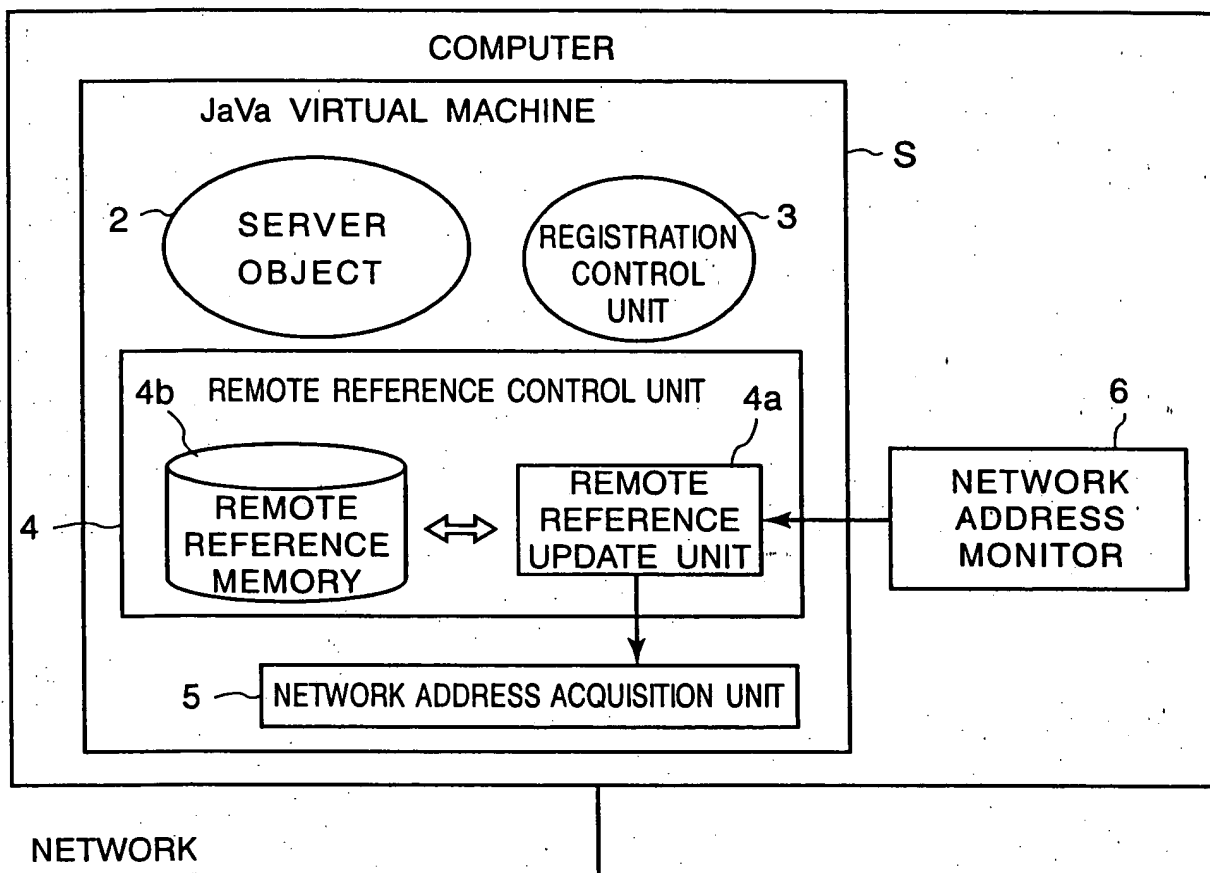 COMPUTER
JaVa VIRTUAL MACHINE
S
2
SERVER
OBJECT
3
REGISTRATION
CONTROL
UNIT
REMOTE REFERENCE CONTROL UNIT
4b
4a
6
4
REMOTE
REFERENCE
MEMORY
REMOTE
REFERENCE
UPDATE UNIT
NETWORK
ADDRESS
MONITOR
5
NETWORK ADDRESS ACQUISITION UNIT
NETWORK